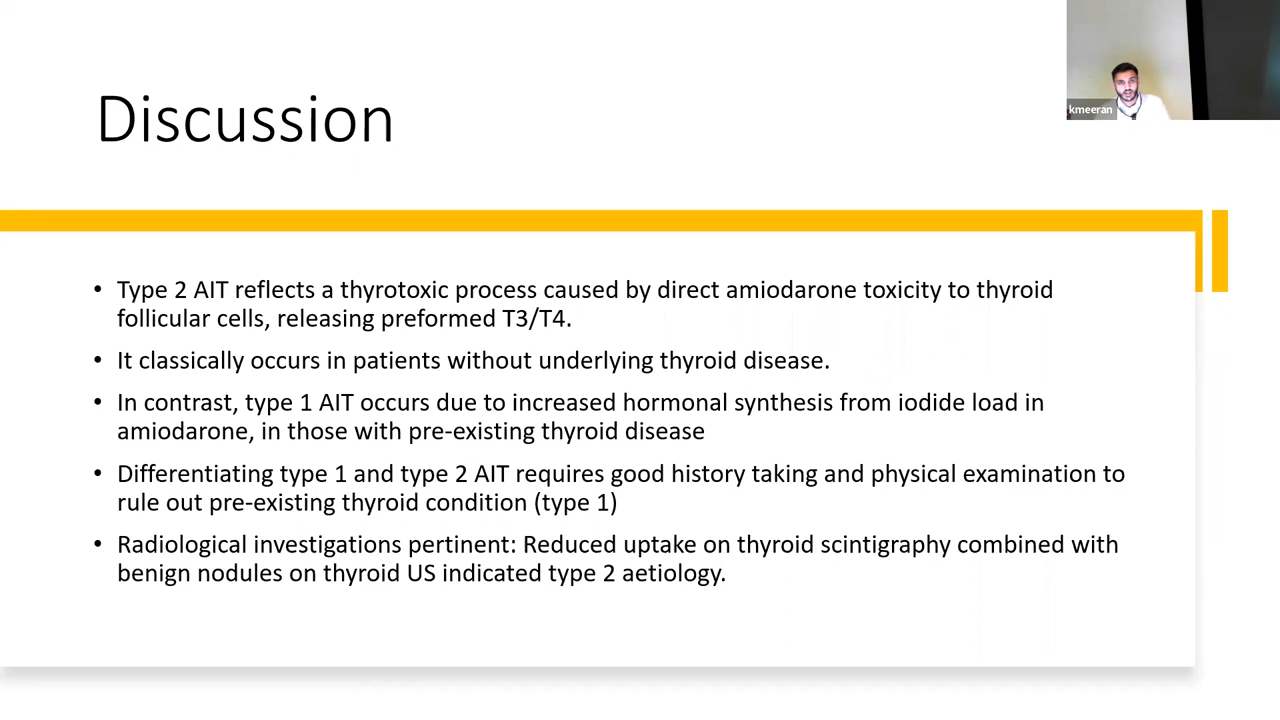 kmeeran
Discussion
• Type 2 AIT reflects a thyrotoxic process caused by direct amiodarone toxicity to thyroid
follicular cells, releasing preformed T3/T4.
• It classically occurs in patients without underlying thyroid disease.
• In contrast, type 1 AIT occurs due to increased hormonal synthesis from iodide load in
amiodarone, in those with pre-existing thyroid disease
• Differentiating type 1 and type 2 AIT requires good history taking and physical examination to
rule out pre-existing thyroid condition (type 1)
• Radiological investigations pertinent: Reduced uptake on thyroid scintigraphy combined with
benign nodules on thyroid US indicated type 2 aetiology.